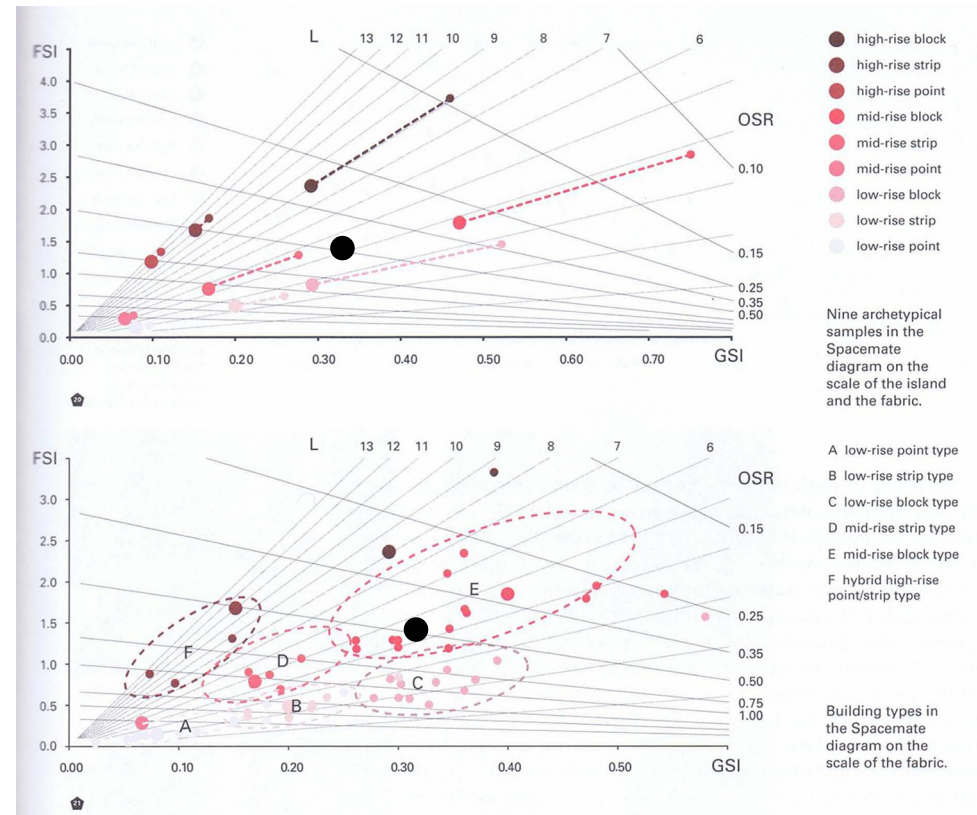 L 13 12 11 10 9 8 7 6
FSI
4.0
3.5
3.0
2.5
2.0
1.5
1.0
0.5
0.0
OSR
0.10
0.15
0.25
0.35
0.50
0.00 0.10 0.20 0.30 0.40 0.50 0.60 0.70
GSI
high-rise block
high-rise strip
high-rise point
mid-rise block
mid-rise strip
mid-rise point
low-rise block
low-rise strip
low-rise point
Nine archetypical
samples in the
Spacemate
diagram on the
scale of the island
and the fabric.
20
L 13 12 11 10 9 8 7 6
FSI
3.0
2.5
2.0
1.5
1.0
0.5
0.0
OSR
0.15
0.25
0.35
0.50
0.75
1.00
E
F
D
C
B
A
0.00 0.10 0.20 0.30 0.40 0.50
GSI
A low-rise point type
B low-rise strip type
C low-rise block type
D mid-rise strip type
E mid-rise block type
F hybrid high-rise
point/strip type
Building types in
the Spacemate
diagram on the
scale of the fabric.
21